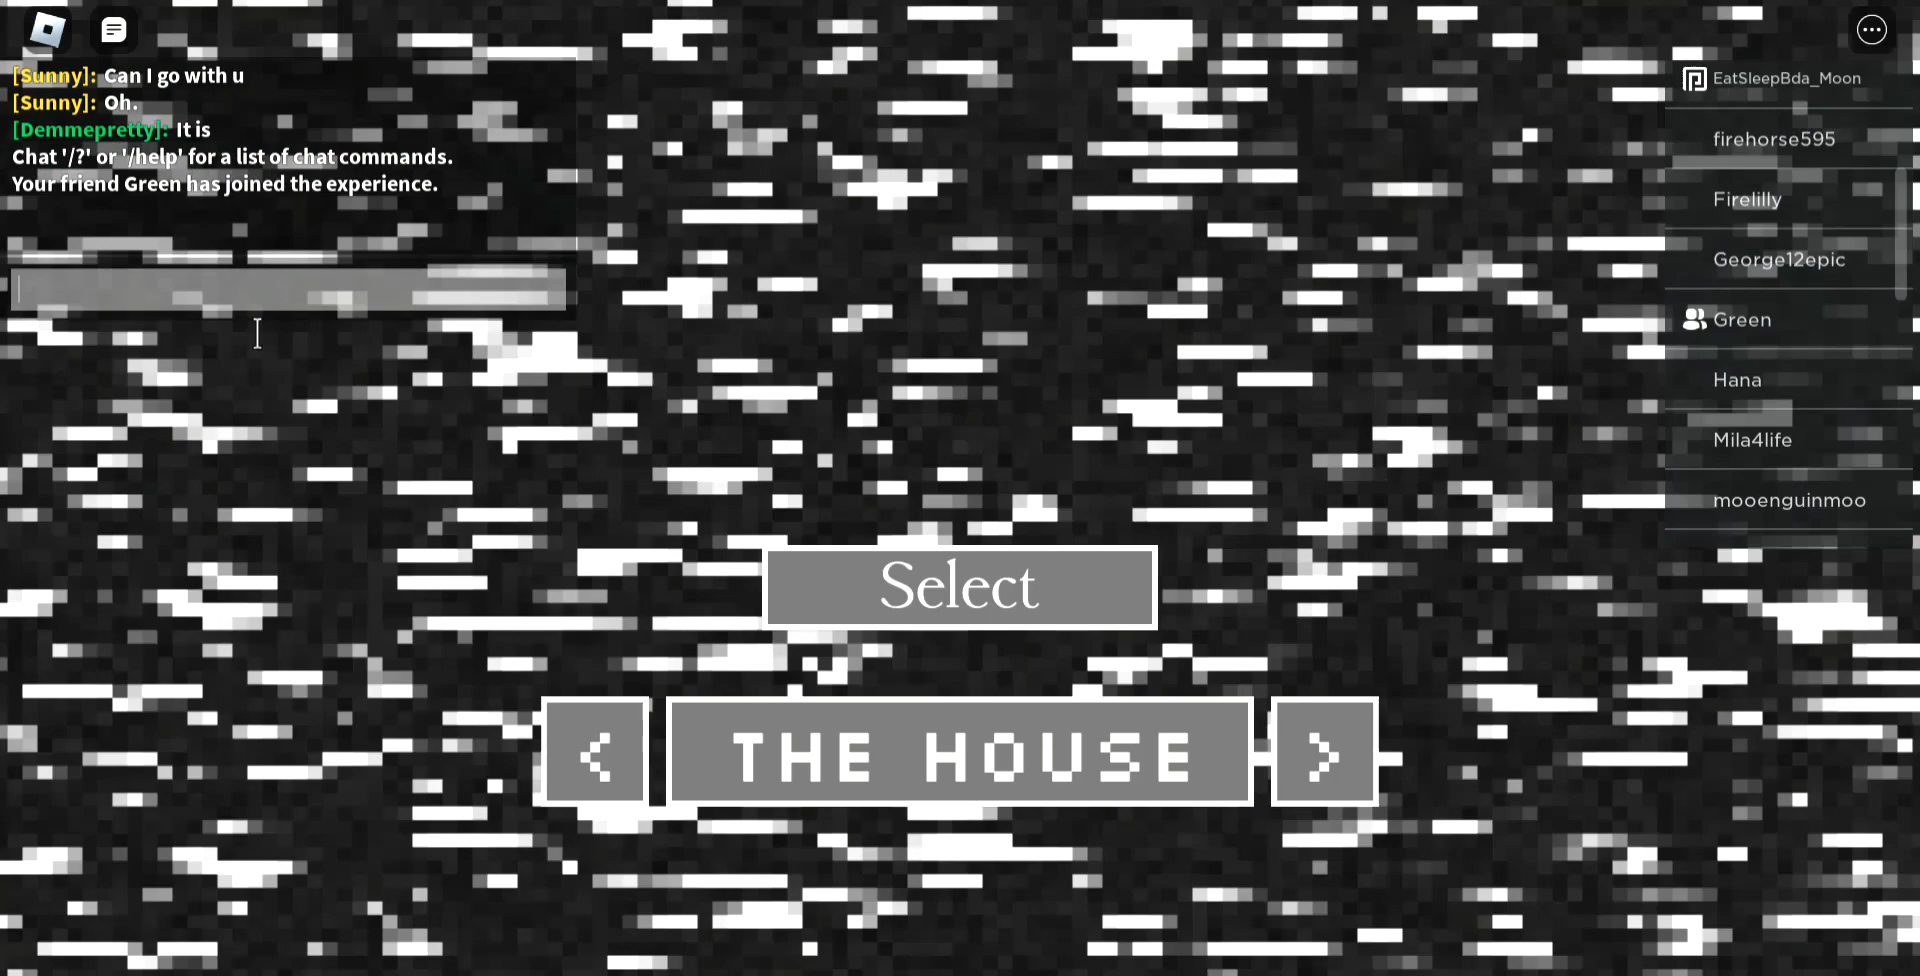 [Sunny]: Can I go with u
[Sunny]: Oh.
[Demmepretty]: It is
Chat '/?' or '/help' for a list of chat commands.
Your friend Green has joined the experience.
EatSleepBda_Moon
firehorse595
Firelilly
George12epic
Green
Hana
Mila4life
mooenguinmoo
Select
< THE HOUSE >